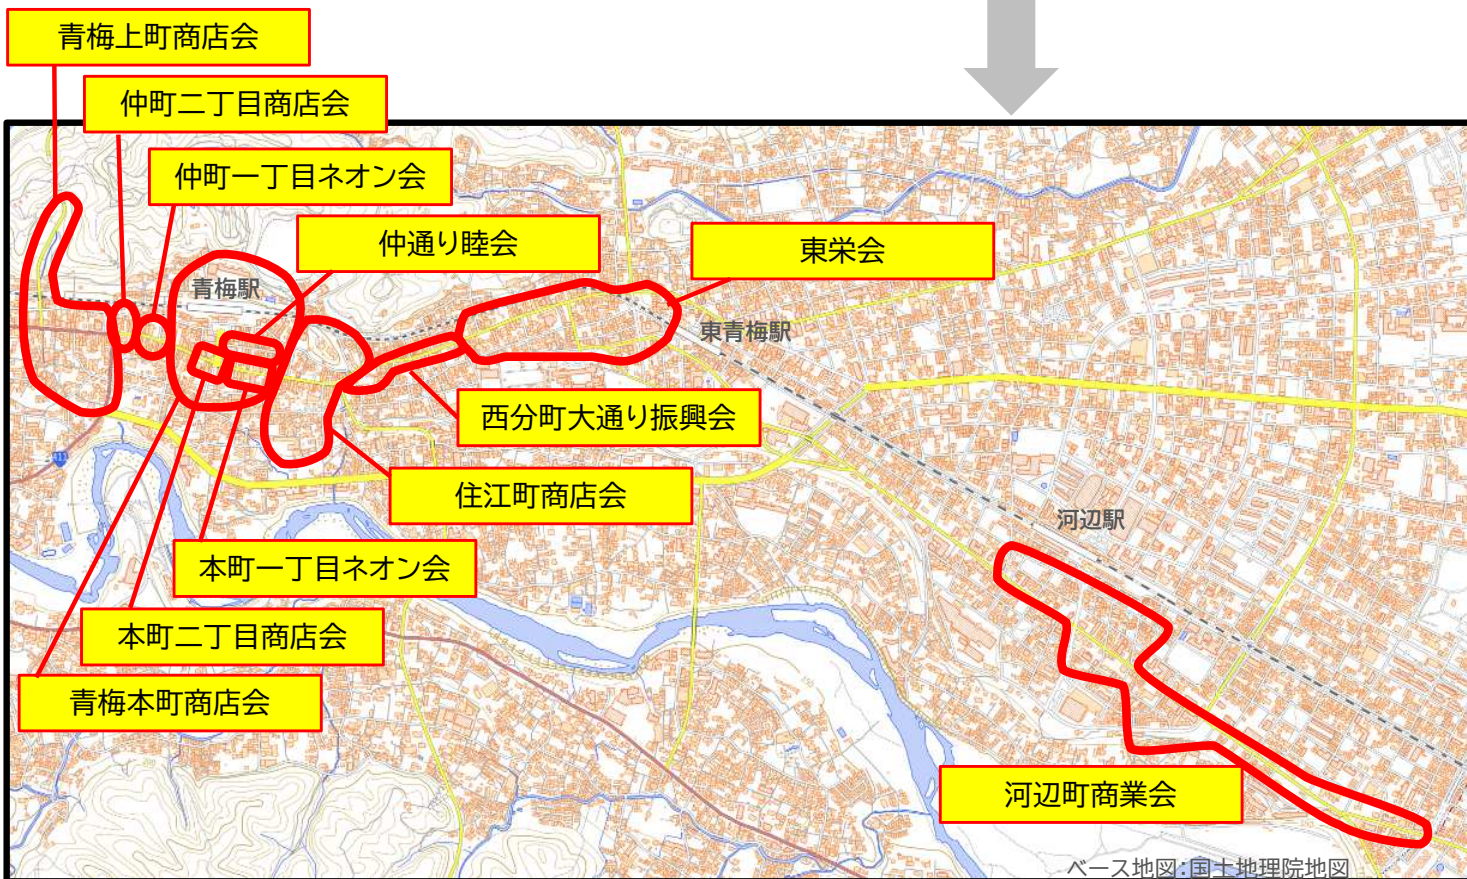 青梅上町商店会
仲町二丁目商店会
仲町一丁目ネオン会
仲通り睦会
東栄会
青梅駅
東青梅駅
西分町大通り振興会
住江町商店会
河辺駅
本町一丁目ネオン会
本町二丁目商店会
青梅本町商店会
河辺町商業会
ベース地図:国土地理院地図